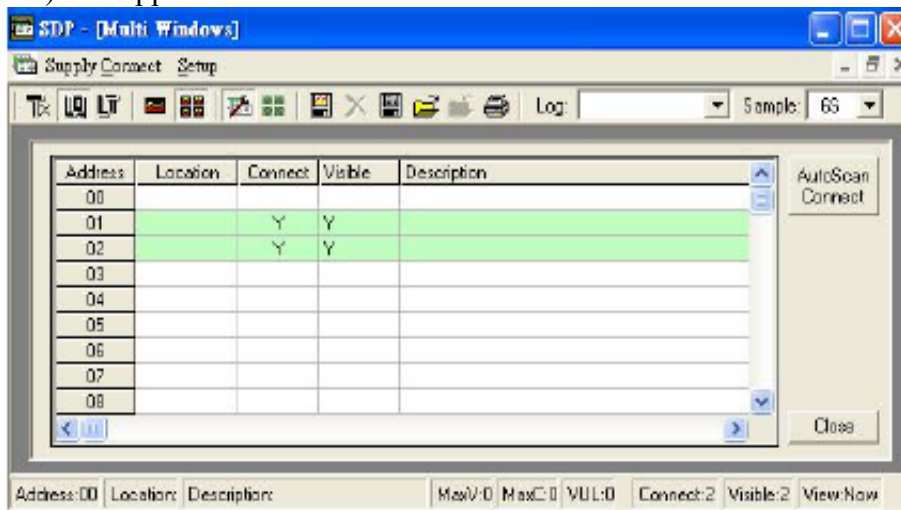 SDP - [Multi Windows]
Supply Connect Setup
Tx Log: Sample: 6S
Address Location Connect Visible Description
AutoScan
Connect
00
01 Y Y
02 Y Y
03
04
05
06
07
08
Close
Address:00 Location: Description: MaxV:0 MaxC:0 VUL:0 Connect:2 Visible:2 View:Now